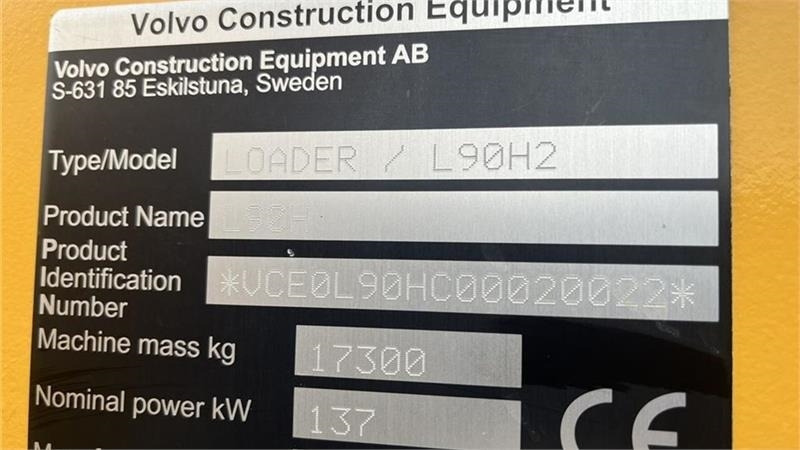 Volvo Construction Equipment
Volvo Construction Equipment AB
S-631 85 Eskilstuna, Sweden
Type/Model LOADER / L90H2
Product Name L90H
Product
Identification
Number *VCE0L90HC00020022*
Machine mass kg 17300
Nominal power kW 137
CE